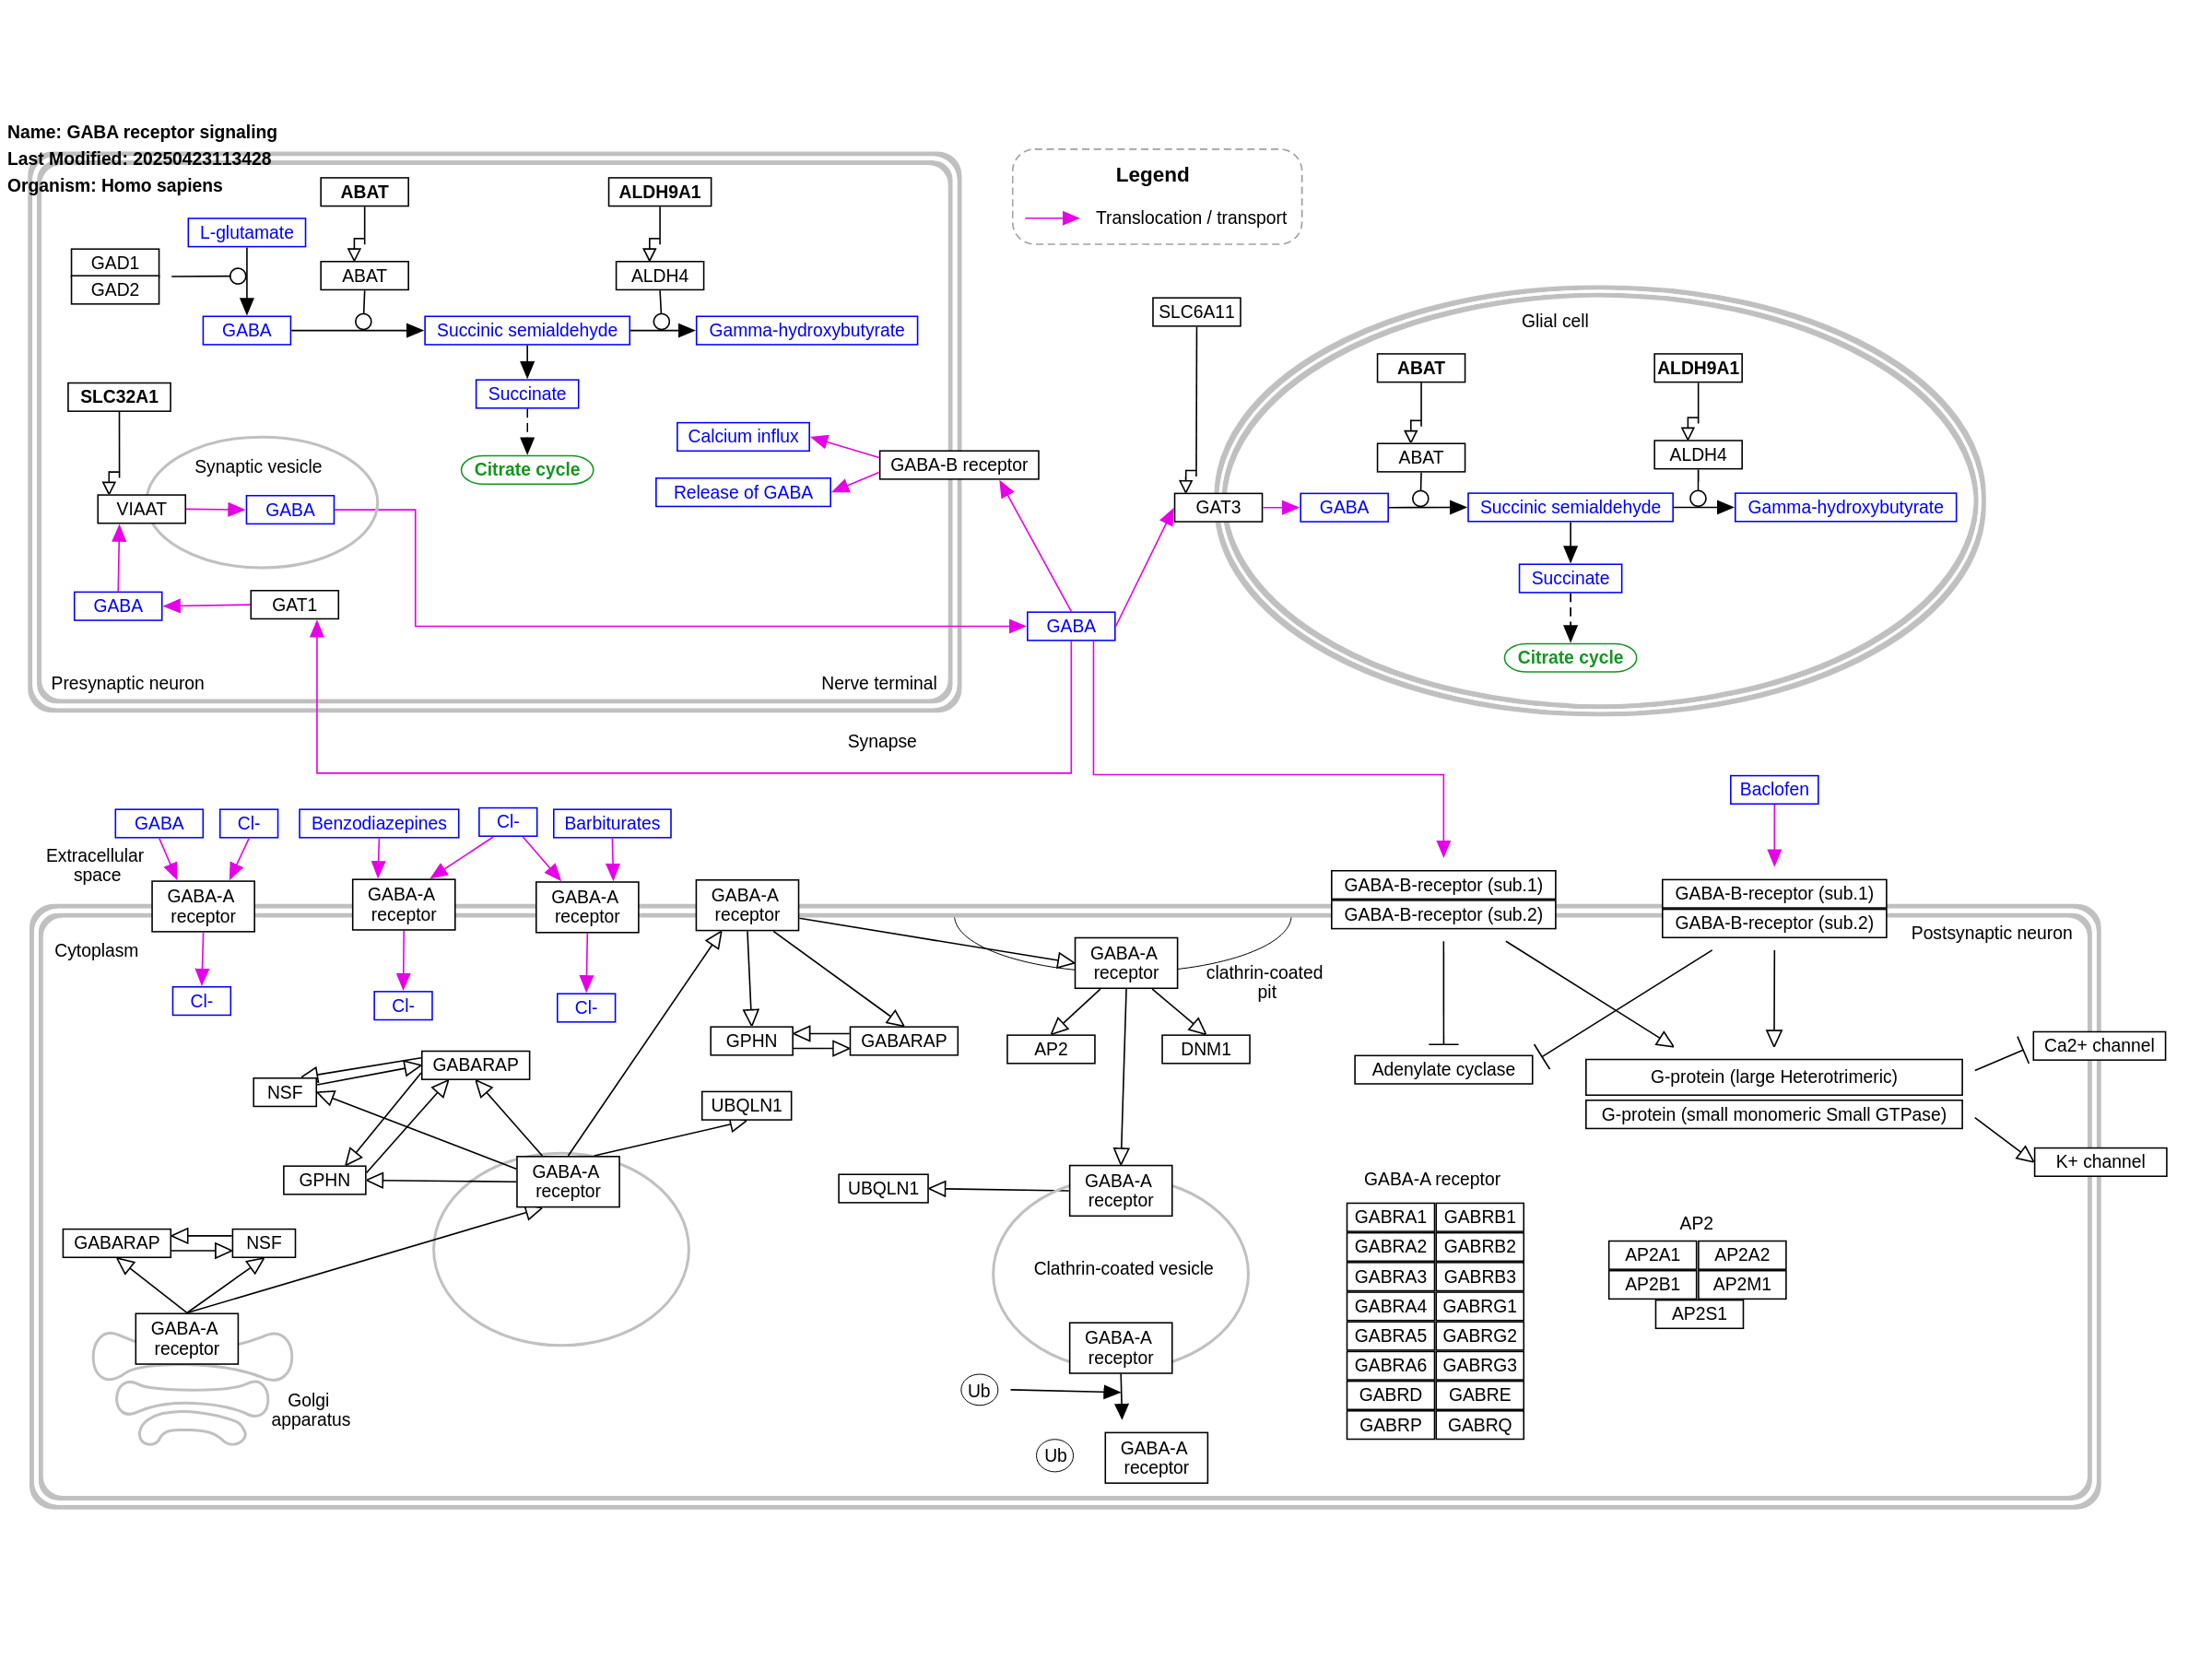 Name: GABA receptor signaling
Last Modified: 20250423113428
Organism: Homo sapiens
Legend
Translocation / transport
ABAT
ALDH9A1
L-glutamate
GAD1
GAD2
ABAT
ALDH4
GABA
Succinic semialdehyde
Gamma-hydroxybutyrate
Succinate
Citrate cycle
SLC32A1
Synaptic vesicle
VIAAT
GABA
Calcium influx
Release of GABA
GABA-B receptor
GABA
GAT1
GABA
Presynaptic neuron
Nerve terminal
Synapse
SLC6A11
Glial cell
ABAT
ALDH9A1
ABAT
ALDH4
GAT3
GABA
Succinic semialdehyde
Gamma-hydroxybutyrate
Succinate
Citrate cycle
Baclofen
GABA
Cl-
Benzodiazepines
Cl-
Barbiturates
Extracellular
space
GABA-A
receptor
GABA-A
receptor
GABA-A
receptor
GABA-A
receptor
GABA-B-receptor (sub.1)
GABA-B-receptor (sub.2)
GABA-B-receptor (sub.1)
GABA-B-receptor (sub.2)
Postsynaptic neuron
Cytoplasm
Cl-
Cl-
Cl-
GABA-A
receptor
clathrin-coated
pit
GPHN
GABARAP
AP2
DNM1
Adenylate cyclase
G-protein (large Heterotrimeric)
G-protein (small monomeric Small GTPase)
Ca2+ channel
K+ channel
GABARAP
NSF
UBQLN1
GPHN
GABA-A
receptor
UBQLN1
GABA-A
receptor
GABARAP
NSF
Clathrin-coated vesicle
GABA-A
receptor
Golgi
apparatus
GABA-A
receptor
Ub
Ub
GABA-A
receptor
GABA-A receptor
GABRA1
GABRB1
GABRA2
GABRB2
GABRA3
GABRB3
GABRA4
GABRG1
GABRA5
GABRG2
GABRA6
GABRG3
GABRD
GABRE
GABRP
GABRQ
AP2
AP2A1
AP2A2
AP2B1
AP2M1
AP2S1